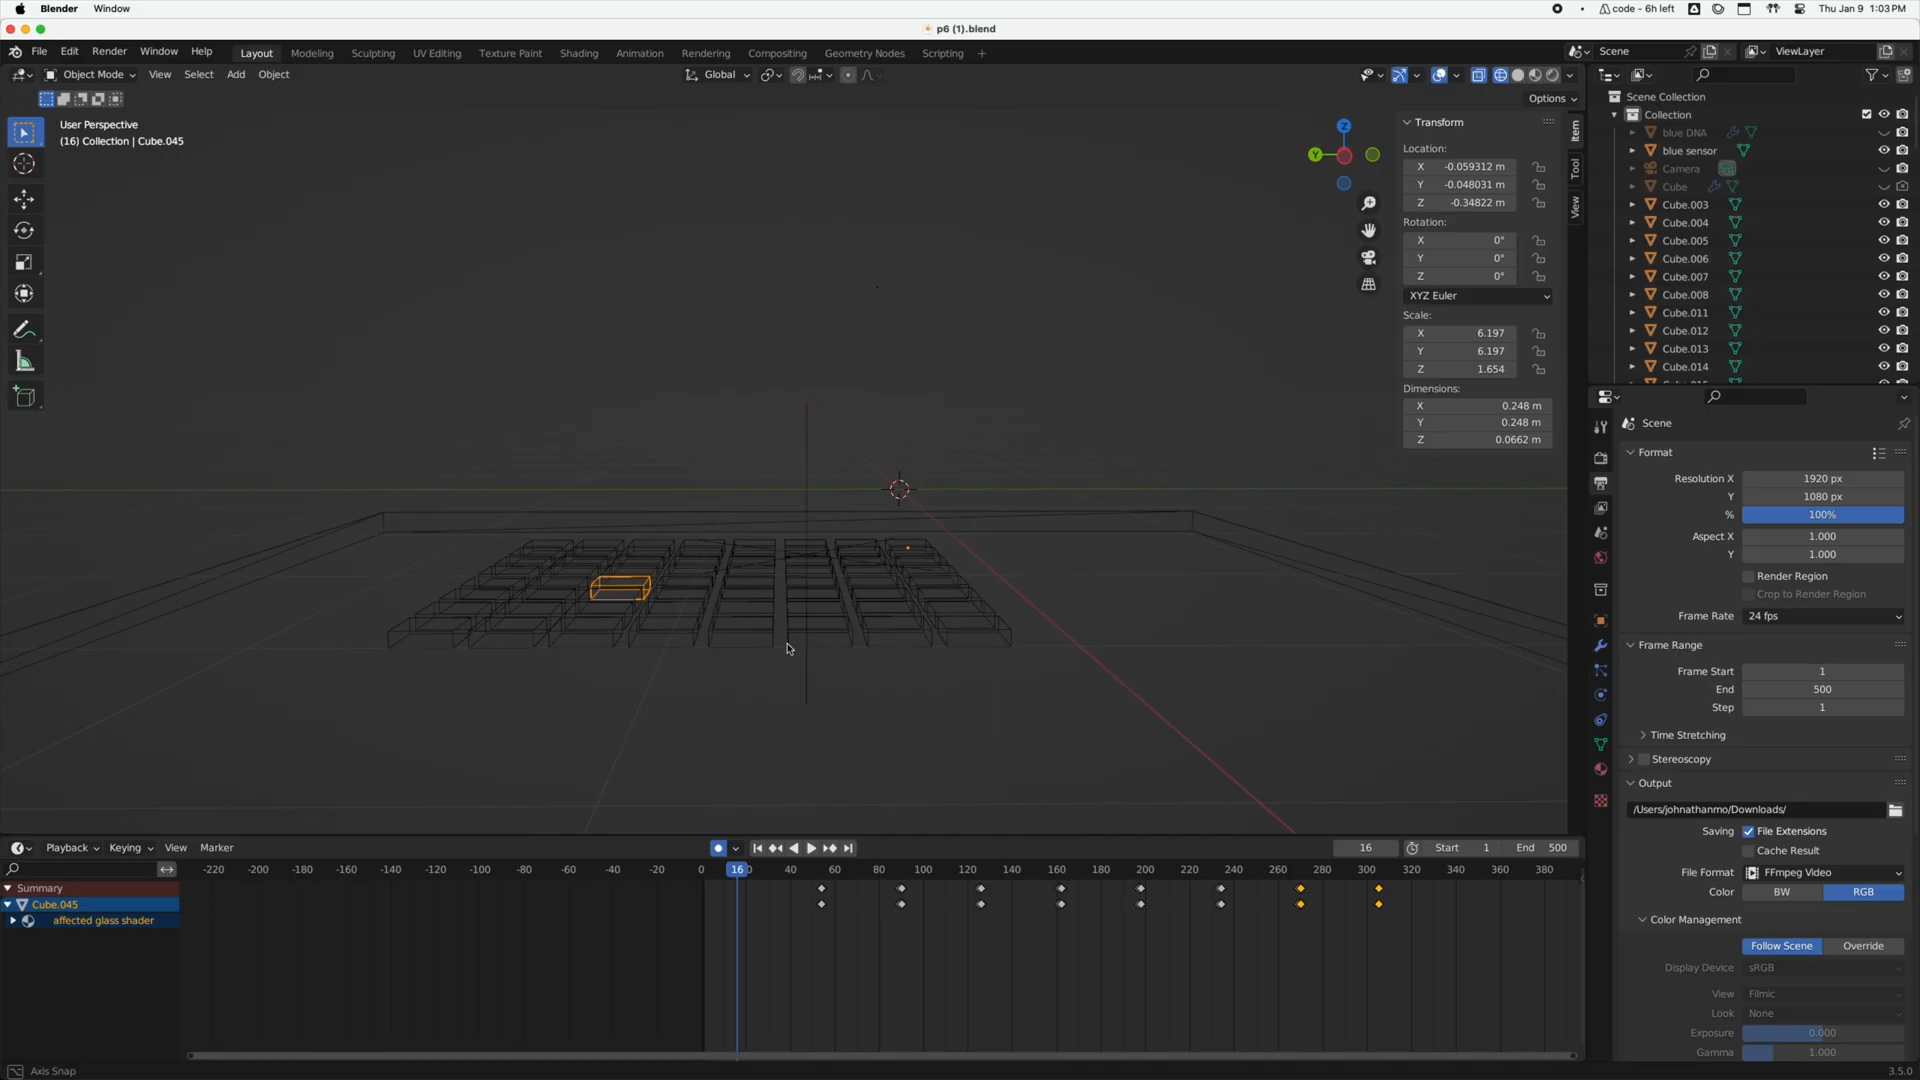 Blender Window code - 6h left Thu Jan 9 1:03 PM
p6 (1).blend
File Edit Render Window Help Layout Modeling Sculpting UV Editing Texture Paint Shading Animation Rendering Compositing Geometry Nodes Scripting + Scene ViewLayer
Object Mode View Select Add Object Global
Options
User Perspective
(16) Collection | Cube.045
Z
Y
Transform
Location:
X -0.059312 m
Y -0.048031 m
Z -0.34822 m
Rotation:
X 0°
Y 0°
Z 0°
XYZ Euler
Scale:
X 6.197
Y 6.197
Z 1.654
Dimensions:
X 0.248 m
Y 0.248 m
Z 0.0662 m
Item
Tool
View
Scene Collection
Collection
blue DNA
blue sensor
Camera
Cube
Cube.003
Cube.004
Cube.005
Cube.006
Cube.007
Cube.008
Cube.011
Cube.012
Cube.013
Cube.014
Scene
Format
Resolution X 1920 px
Y 1080 px
% 100%
Aspect X 1.000
Y 1.000
Render Region
Crop to Render Region
Frame Rate 24 fps
Frame Range
Frame Start 1
End 500
Step 1
Time Stretching
Stereoscopy
Output
/Users/johnathanmo/Downloads/
Saving File Extensions
Cache Result
File Format FFmpeg Video
Color BW RGB
Color Management
Follow Scene Override
Display Device sRGB
View Filmic
Look None
Exposure 0.000
Gamma 1.000
Playback Keying View Marker 16 Start 1 End 500
-220 -200 -180 -160 -140 -120 -100 -80 -60 -40 -20 0 16 40 60 80 100 120 140 160 180 200 220 240 260 280 300 320 340 360 380
Summary
Cube.045
affected glass shader
Axis Snap 3.5.0